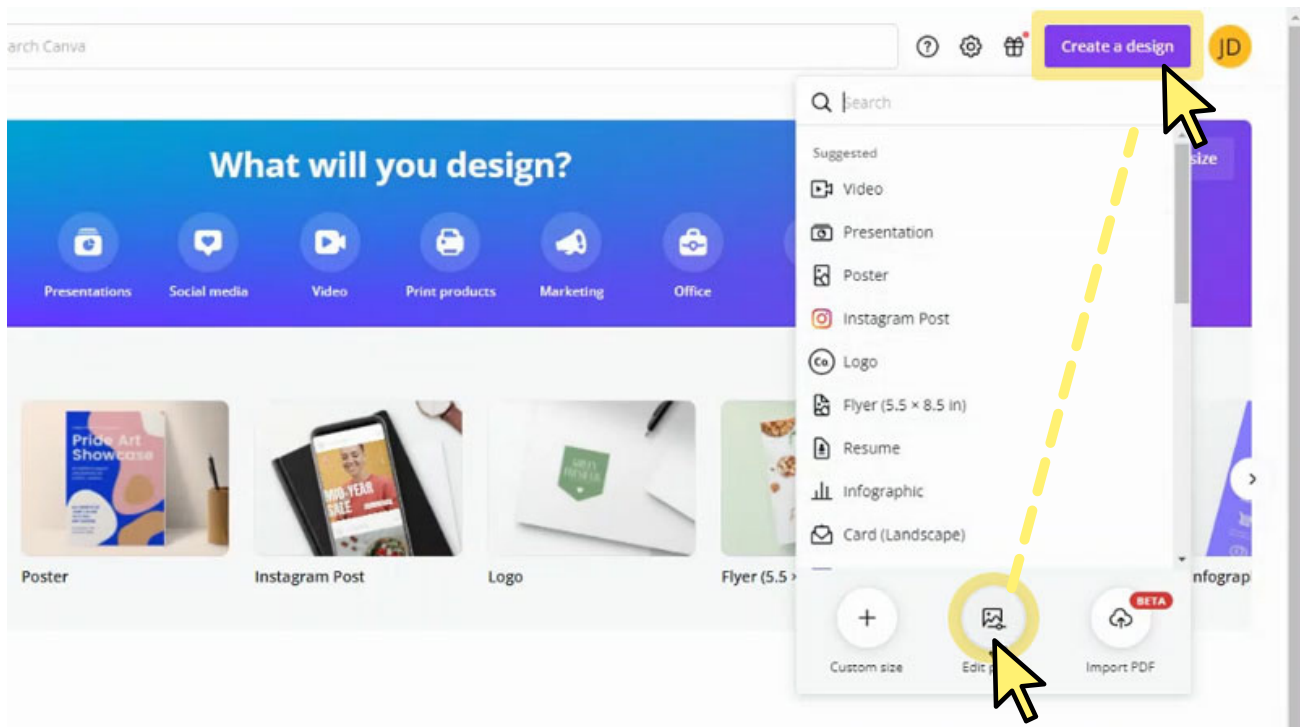 arch Canva
Create a design
JD
Search
Suggested
size
What will you design?
Video
Presentation
Poster
Instagram Post
Logo
Flyer (5.5 × 8.5 in)
Resume
Infographic
Card (Landscape)
Presentations
Social media
Video
Print products
Marketing
Office
Pride Art
Showcase
MID-YEAR
SALE
Poster
Instagram Post
Logo
Flyer (5.5
nfograp
BETA
Custom size
Edit p
Import PDF